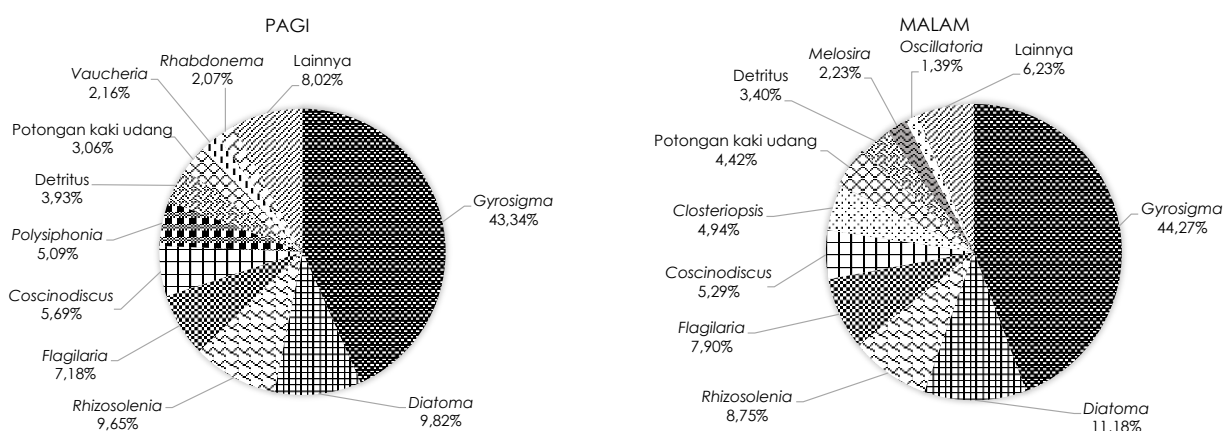 PAGI
Rhabdonema
2,07%
Lainnya
8,02%
Vaucheria
2,16%
Potongan kaki udang
3,06%
Detritus
3,93%
Polysiphonia
5,09%
Coscinodiscus
5,69%
Flagilaria
7,18%
Rhizosolenia
9,65%
Diatoma
9,82%
Gyrosigma
43,34%
MALAM
Oscillatoria
1,39%
Lainnya
6,23%
Melosira
2,23%
Detritus
3,40%
Potongan kaki udang
4,42%
Closteriopsis
4,94%
Coscinodiscus
5,29%
Flagilaria
7,90%
Rhizosolenia
8,75%
Diatoma
11,18%
Gyrosigma
44,27%